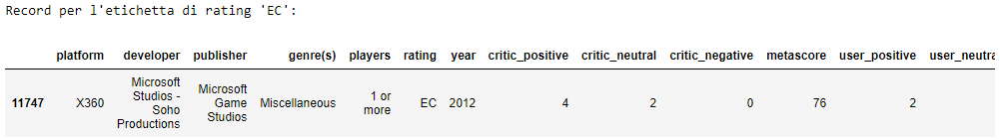 Record per l'etichetta di rating 'EC':
platform developer publisher genre(s) players rating year critic_positive critic_neutral critic_negative metascore user_positive user_neutra
11747 X360 Microsoft Studios - Soho Productions Microsoft Game Studios Miscellaneous 1 or more EC 2012 4 2 0 76 2